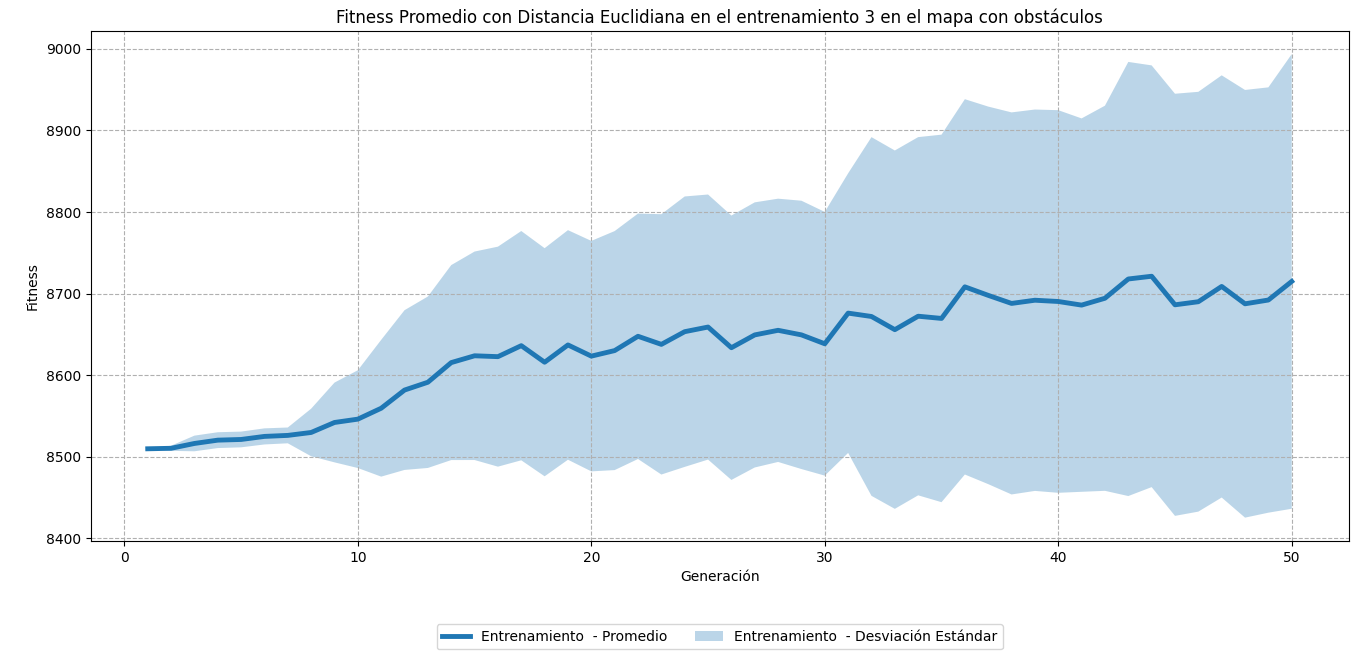 Fitness Promedio con Distancia Euclidiana en el entrenamiento 3 en el mapa con obstáculos
9000
8900
8800
8700
8600
8500
8400
Fitness
0 10 20 30 40 50
Generación
Entrenamiento - Promedio Entrenamiento - Desviación Estándar